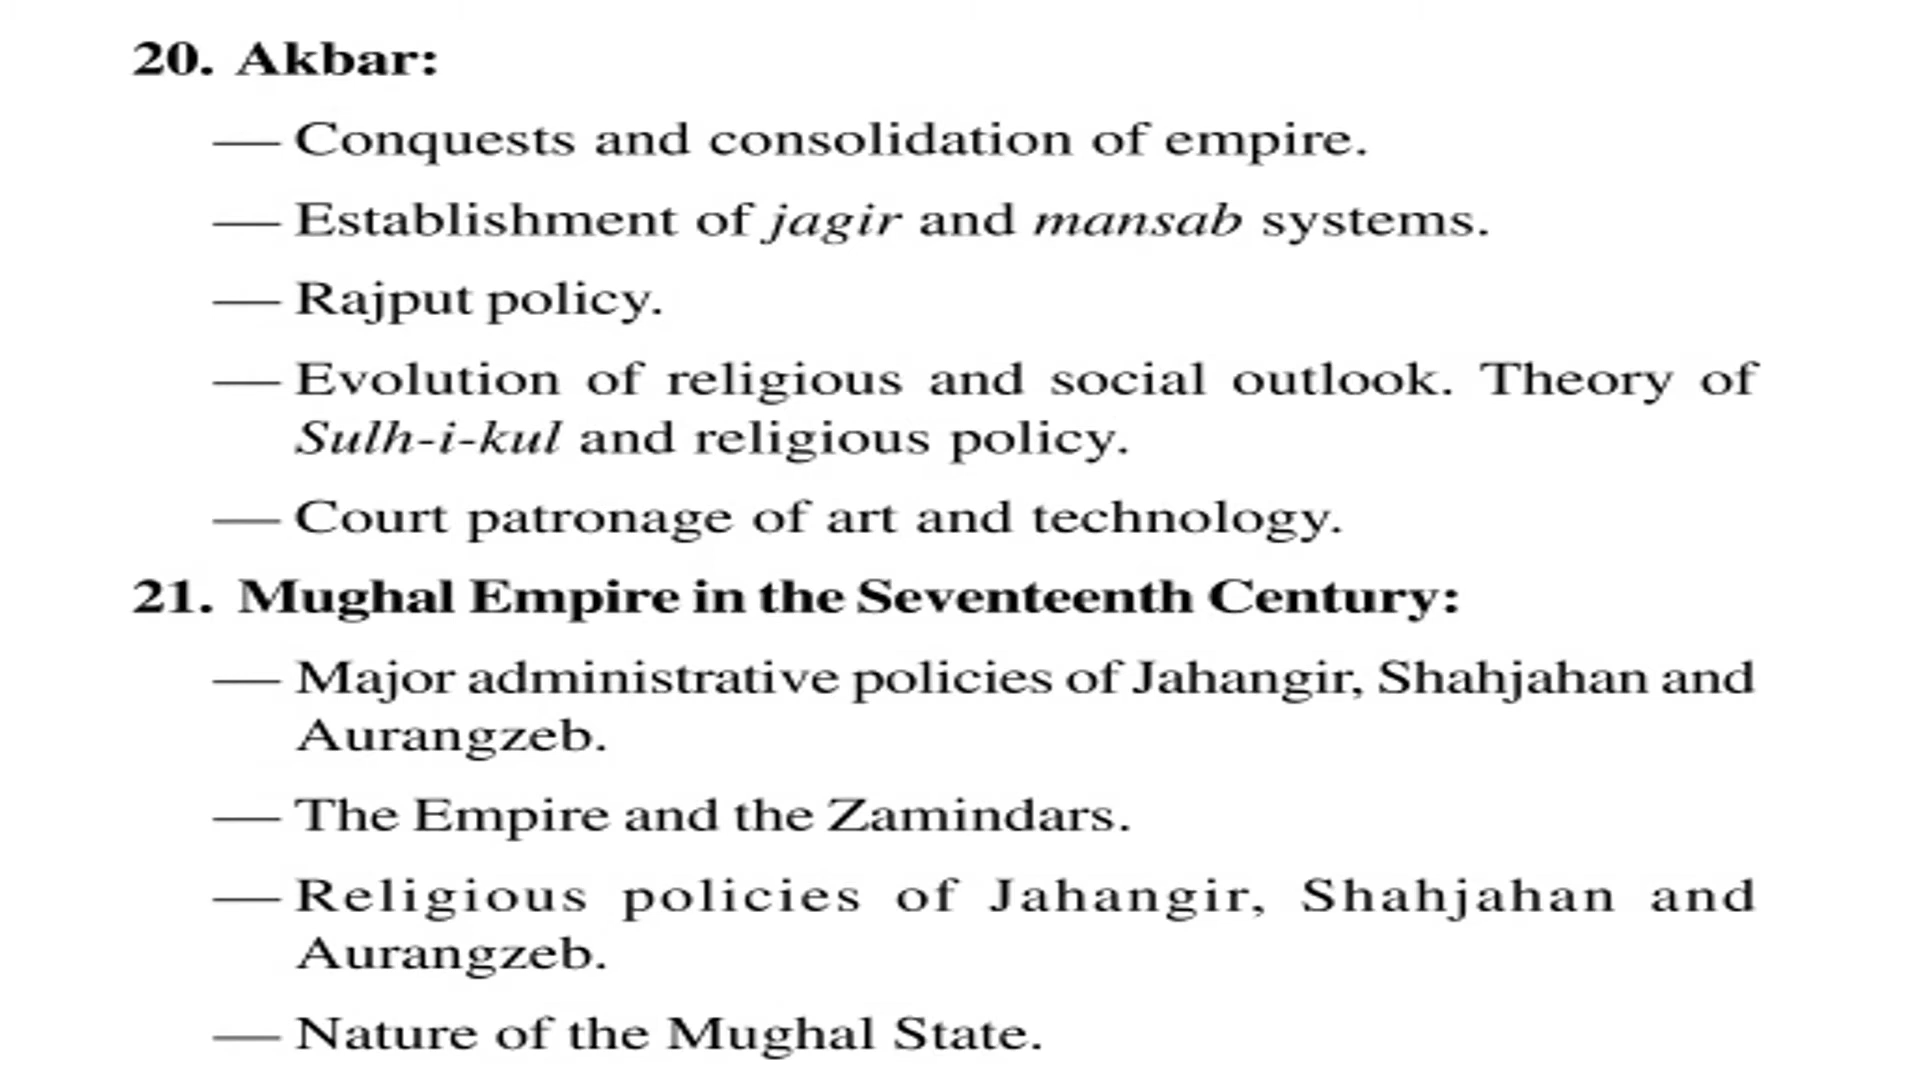 20. Akbar:
— Conquests and consolidation of empire.
— Establishment of jagir and mansab systems.
— Rajput policy.
— Evolution of religious and social outlook. Theory of
Sulh-i-kul and religious policy.
— Court patronage of art and technology.
21. Mughal Empire in the Seventeenth Century:
— Major administrative policies of Jahangir, Shahjahan and
Aurangzeb.
— The Empire and the Zamindars.
— Religious policies of Jahangir, Shahjahan and
Aurangzeb.
— Nature of the Mughal State.